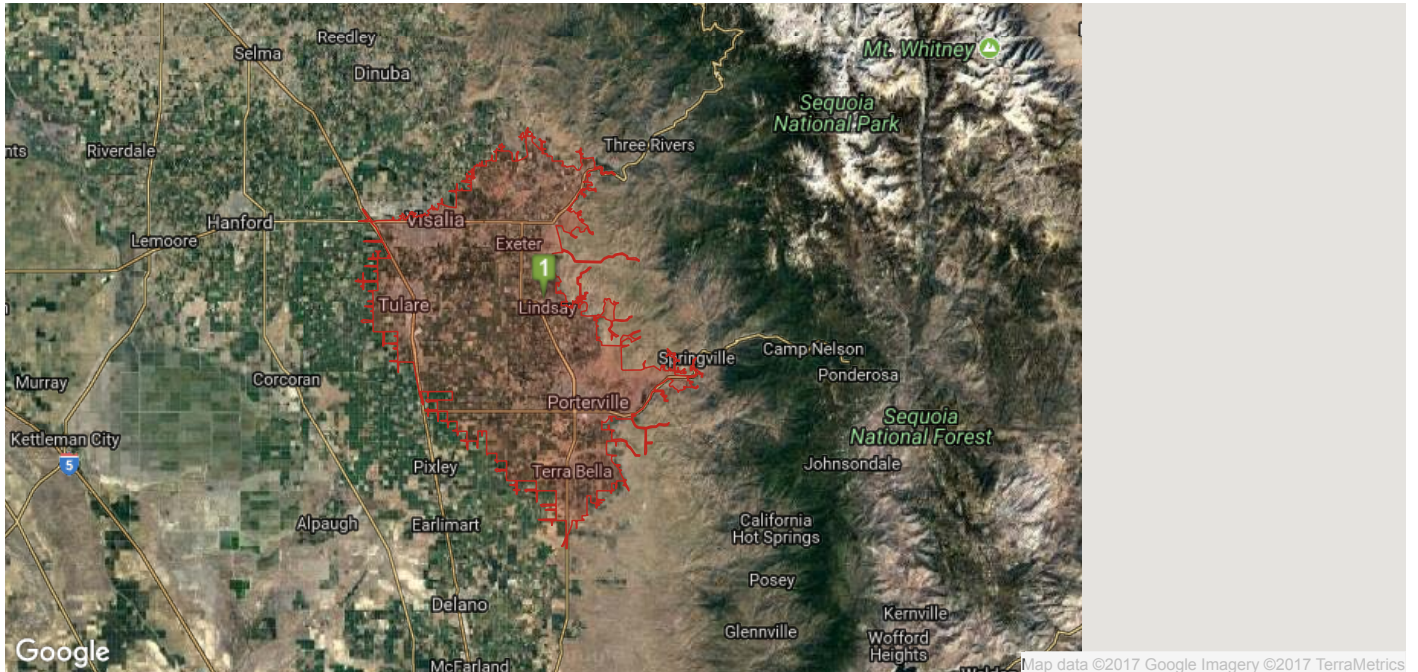 Reedley
Selma
Mt. Whitney
Dinuba
Sequoia
National Park
Three Rivers
nts
Riverdale
Hanford
Visalia
Lemoore
Exeter
1
Tulare
Lindsay
Camp Nelson
Springville
Ponderosa
Murray
Corcoran
Porterville
Sequoia
National Forest
Kettleman City
5
Pixley
Terra Bella
Johnsondale
Alpaugh
Earlimart
California
Hot Springs
Posey
Delano
Kernville
Glennville
Wofford
Heights
Google
McFarland
Map data ©2017 Google Imagery ©2017 TerraMetrics